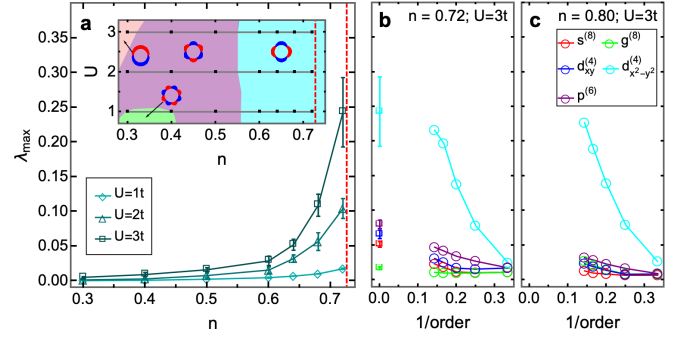 a
b
n = 0.72; U=3t
c
n = 0.80; U=3t
λmax
0.35
0.30
0.25
0.20
0.15
0.10
0.05
0.00
U
3
2
1
0.3 0.4 0.5 0.6 0.7
n
U=1t
U=2t
U=3t
0.3 0.4 0.5 0.6 0.7
n
0.0 0.1 0.2 0.3
1/order
s(8) g(8)
dxy(4) dx²−y²(4)
p(6)
0.0 0.1 0.2 0.3
1/order